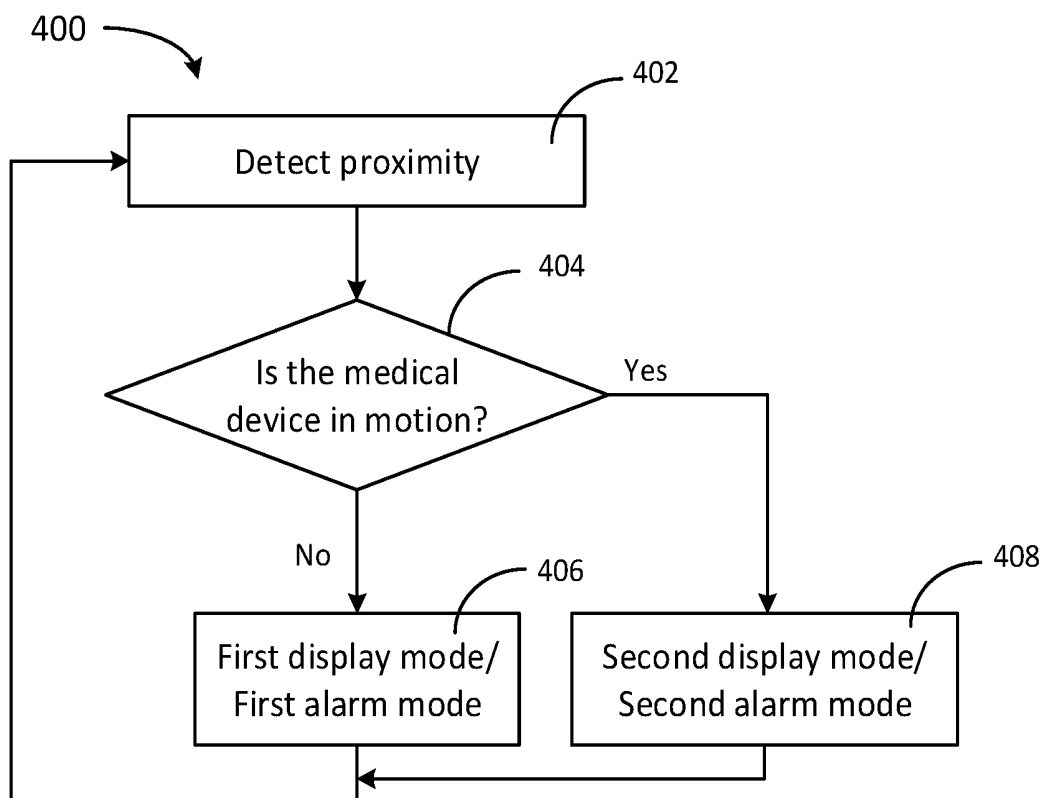 400
402
Detect proximity
404
Is the medical
device in motion?
Yes
No
406
408
First display mode/
First alarm mode
Second display mode/
Second alarm mode